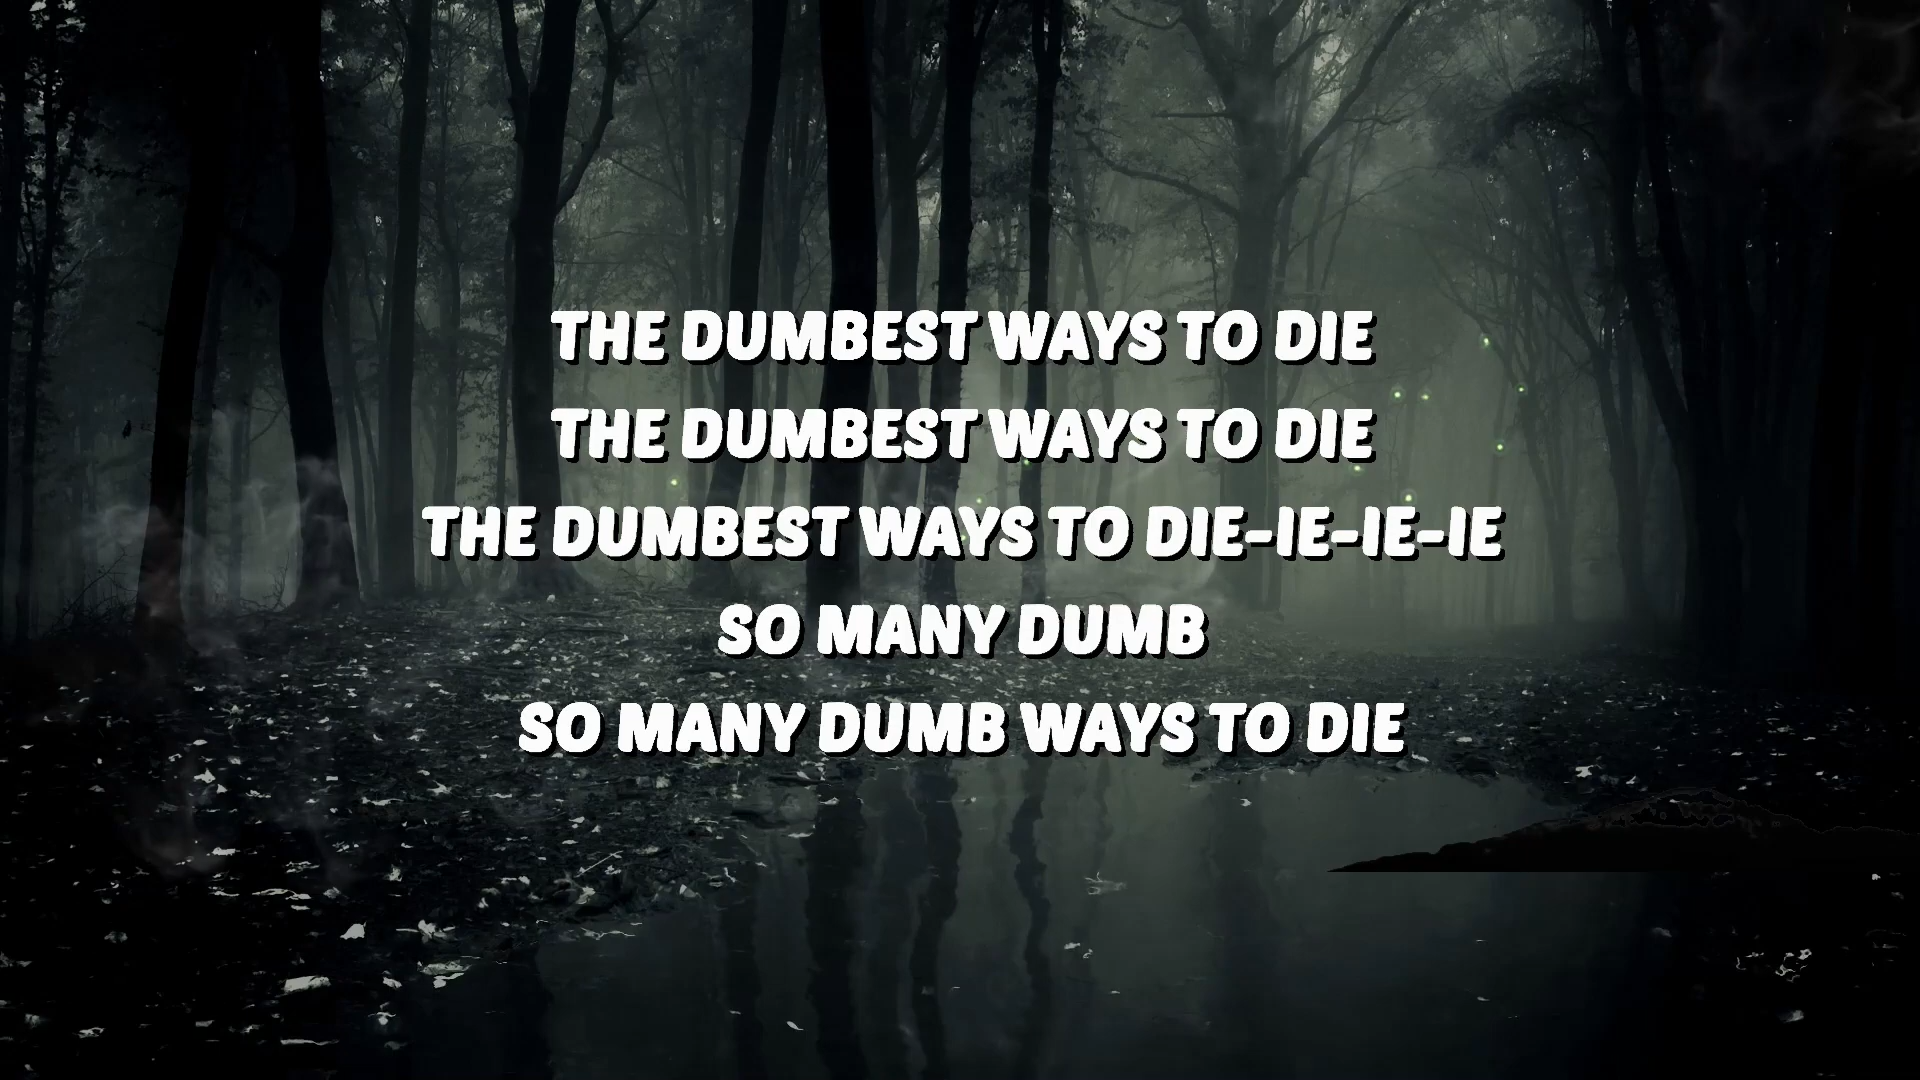 THE DUMBEST WAYS TO DIE
THE DUMBEST WAYS TO DIE
THE DUMBEST WAYS TO DIE-IE-IE-IE
SO MANY DUMB
SO MANY DUMB WAYS TO DIE